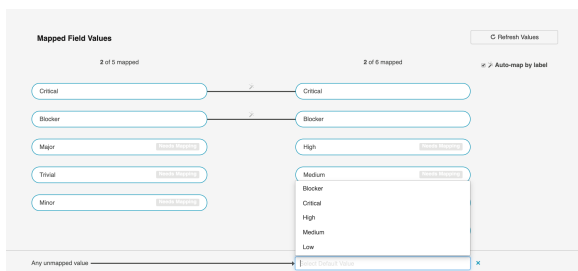 Mapped Field Values
Refresh Values
2 of 5 mapped
2 of 6 mapped
Auto-map by label
Critical
Critical
Blocker
Blocker
Major Needs Mapping
High Needs Mapping
Trivial Needs Mapping
Medium Needs Mapping
Minor Needs Mapping
Blocker
Critical
High
Medium
Low
Any unmapped value
Select Default Value